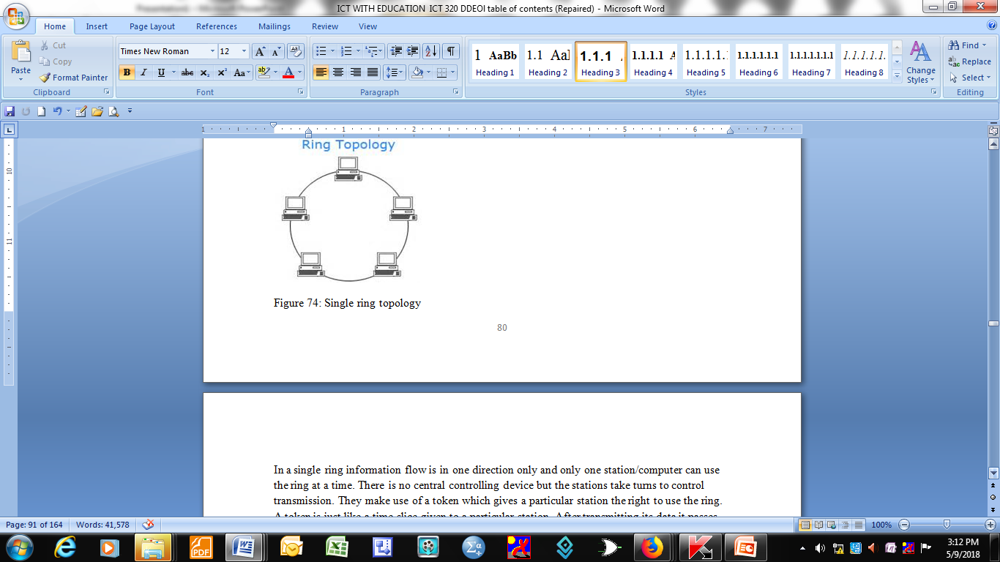 Presentation1 - Microsoft PowerPoint
ICT WITH EDUCATION ICT 320 DDEOI table of contents (Repaired) - Microsoft Word
Home Insert Page Layout References Mailings Review View
Paste
Cut
Copy
Format Painter
Clipboard
Times New Roman 12
B I U abc x₂ x² Aa
Font
Paragraph
1 AaBb 1.1 AaI 1.1.1 1.1.1.1 A 1.1.1.1.1 1.1.1.1.1.1 1.1.1.1.1.1.1 1.1.1.1.1.
Heading 1 Heading 2 Heading 3 Heading 4 Heading 5 Heading 6 Heading 7 Heading 8
Styles
Change
Styles
Find
Replace
Select
Editing
1 1 2 3 4 5 6 7
10
11
Ring Topology
Figure 74: Single ring topology
80
In a single ring information flow is in one direction only and only one station/computer can use
the ring at a time. There is no central controlling device but the stations take turns to control
transmission. They make use of a token which gives a particular station the right to use the ring.
A token is just like a time slice given to a particular station. After transmitting its data it passes
Page: 91 of 164 Words: 41,578 100%
PDF
3:12 PM
5/9/2018